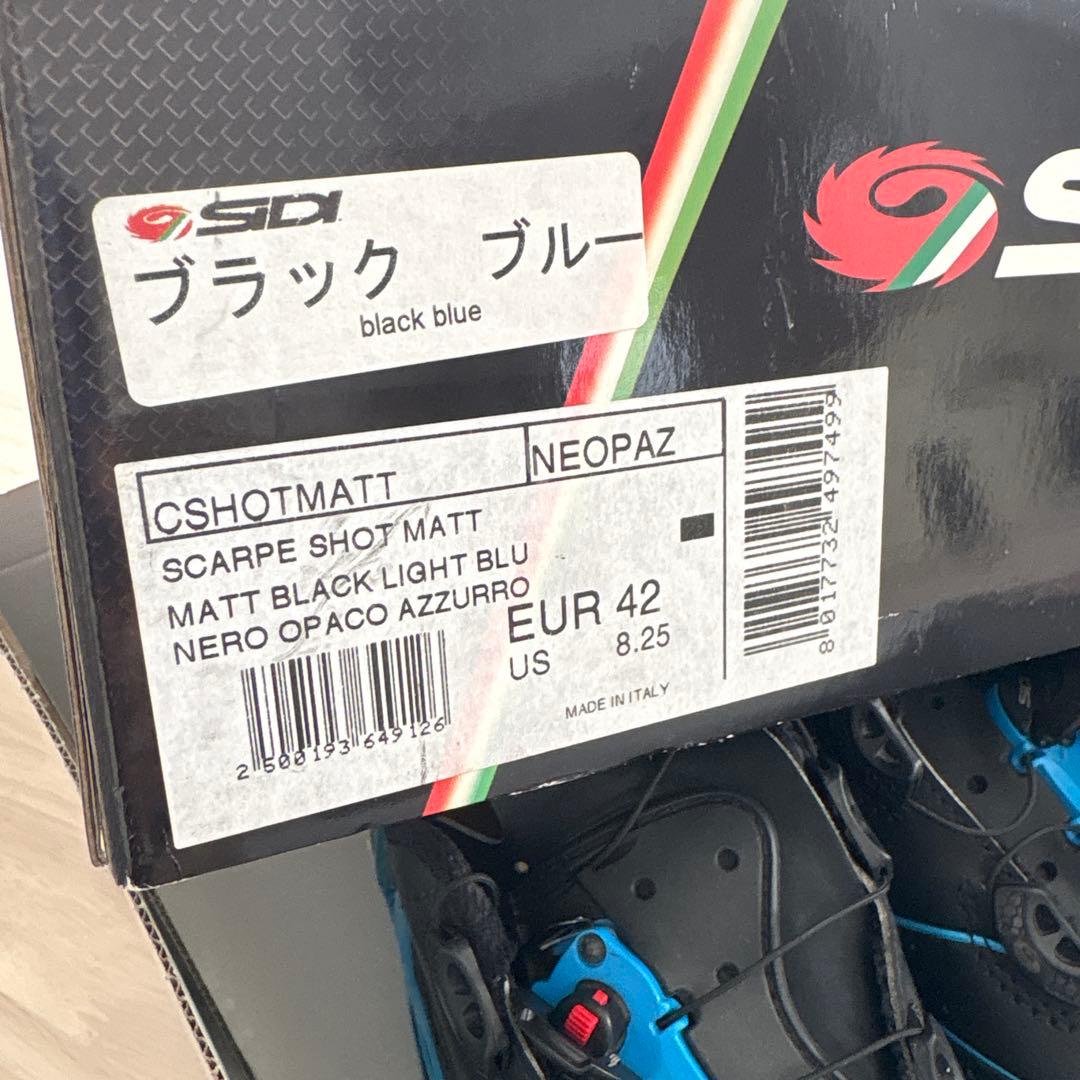 SIDI
ブラック ブルー
black blue
CSHOTMATT
NEOPAZ
SCARPE SHOT MATT
MATT BLACK LIGHT BLU
NERO OPACO AZZURRO
EUR 42
US 8.25
MADE IN ITALY
2 500193 649126
8 017732 497499
S